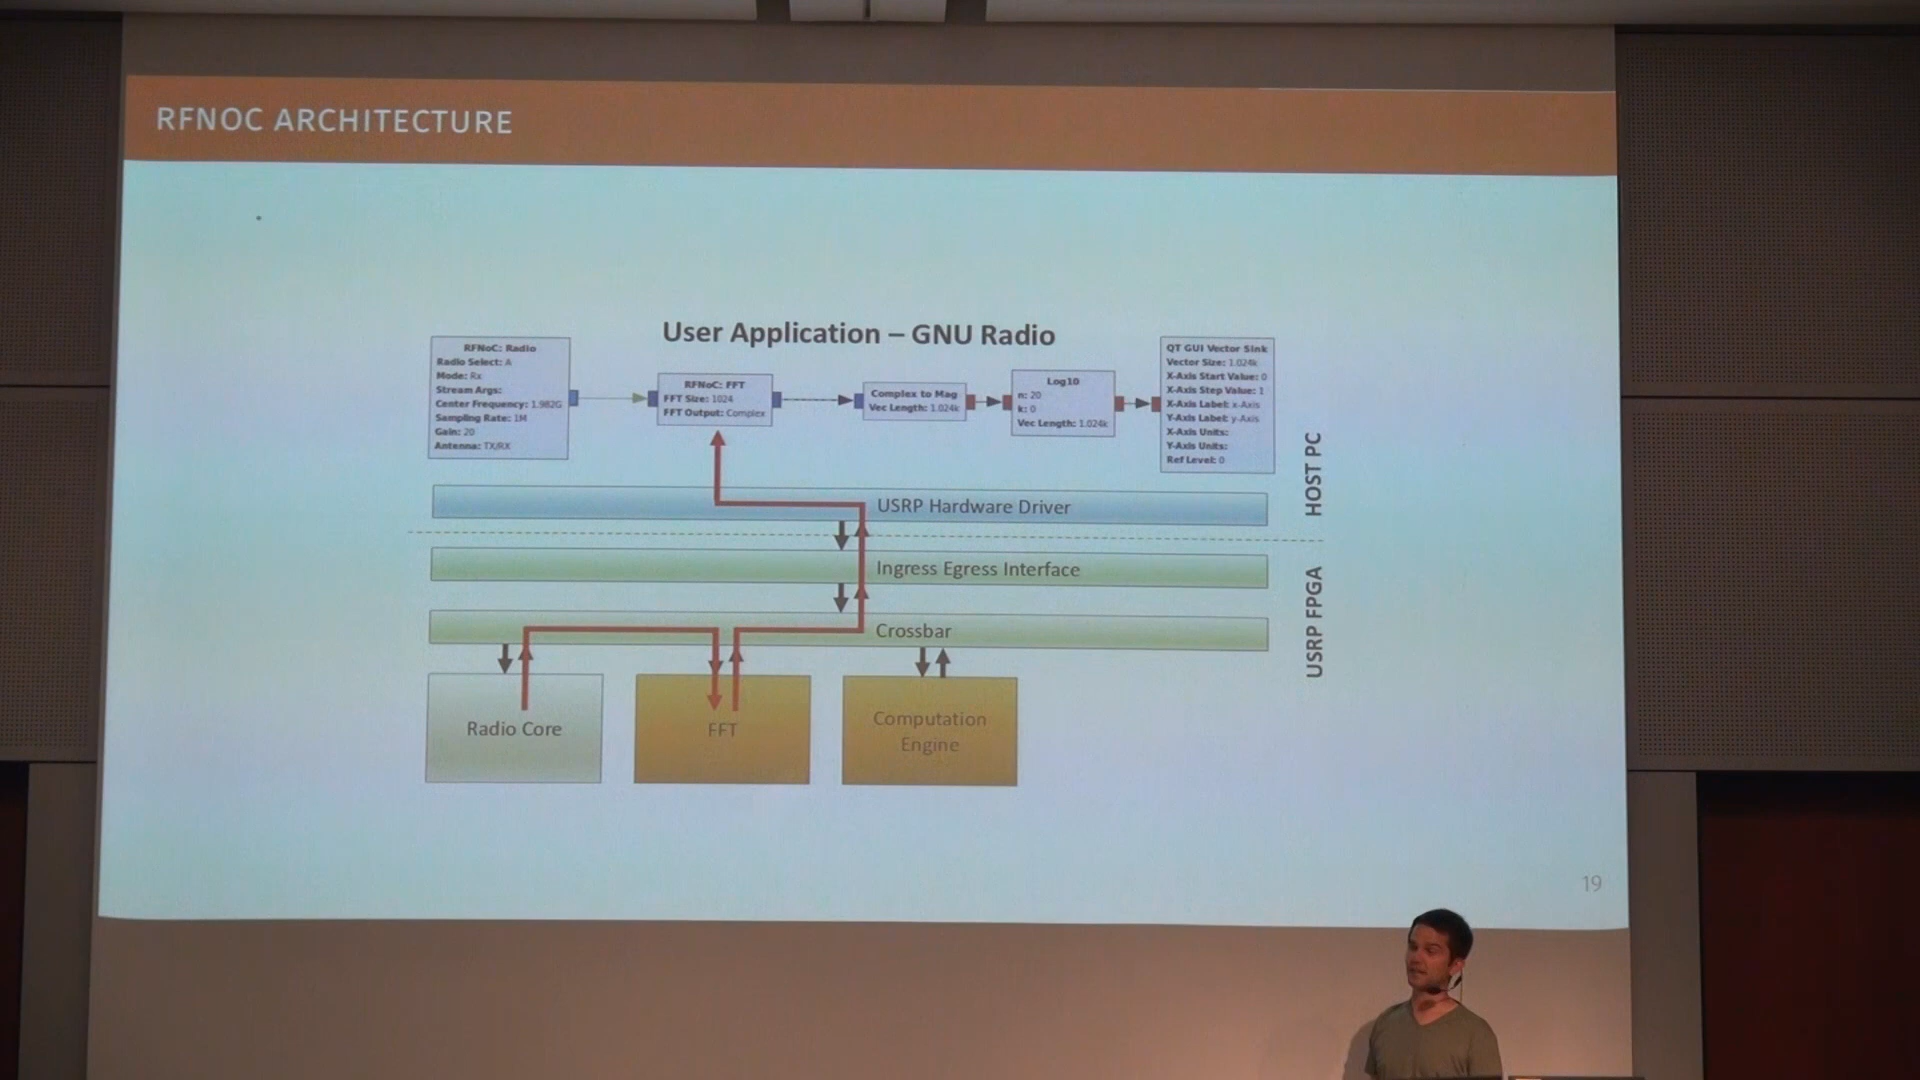 RFNOC ARCHITECTURE
User Application – GNU Radio
RFNoC: Radio
Radio Select: A
Mode: Rx
Stream Args:
Center Frequency: 1.982G
Sampling Rate: 1M
Gain: 20
Antenna: TX/RX
RFNoC: FFT
FFT Size: 1024
FFT Output: Complex
Complex to Mag
Vec Length: 1.024k
Log10
n: 20
k: 0
Vec Length: 1.024k
QT GUI Vector Sink
Vector Size: 1.024k
X-Axis Start Value: 0
X-Axis Step Value: 1
X-Axis Label: x-Axis
Y-Axis Label: y-Axis
X-Axis Units:
Y-Axis Units:
Ref Level: 0
HOST PC
USRP Hardware Driver
Ingress Egress Interface
Crossbar
USRP FPGA
Radio Core
FFT
Computation
Engine
19